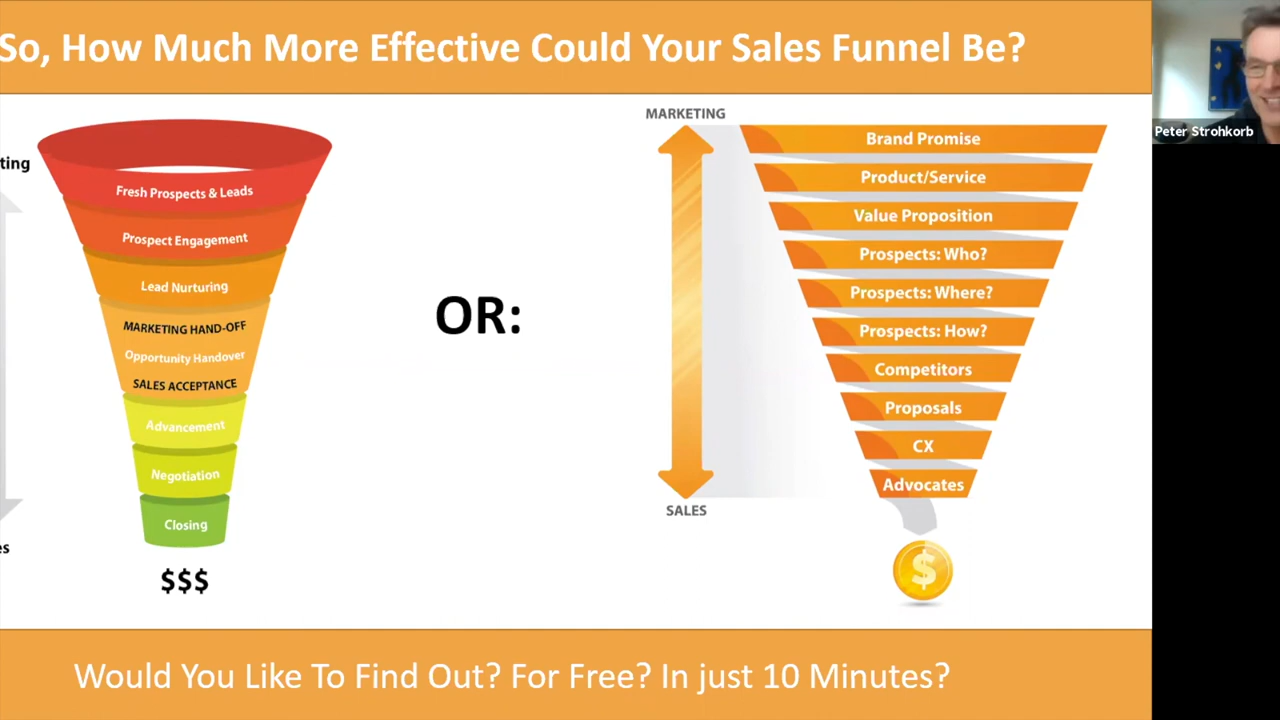 So, How Much More Effective Could Your Sales Funnel Be?
Peter Strohkorb
ting
Fresh Prospects & Leads
Prospect Engagement
Lead Nurturing
MARKETING HAND-OFF
Opportunity Handover
SALES ACCEPTANCE
Advancement
Negotiation
Closing
es
$$$
OR:
MARKETING
Brand Promise
Product/Service
Value Proposition
Prospects: Who?
Prospects: Where?
Prospects: How?
Competitors
Proposals
CX
Advocates
SALES
$
Would You Like To Find Out? For Free? In just 10 Minutes?